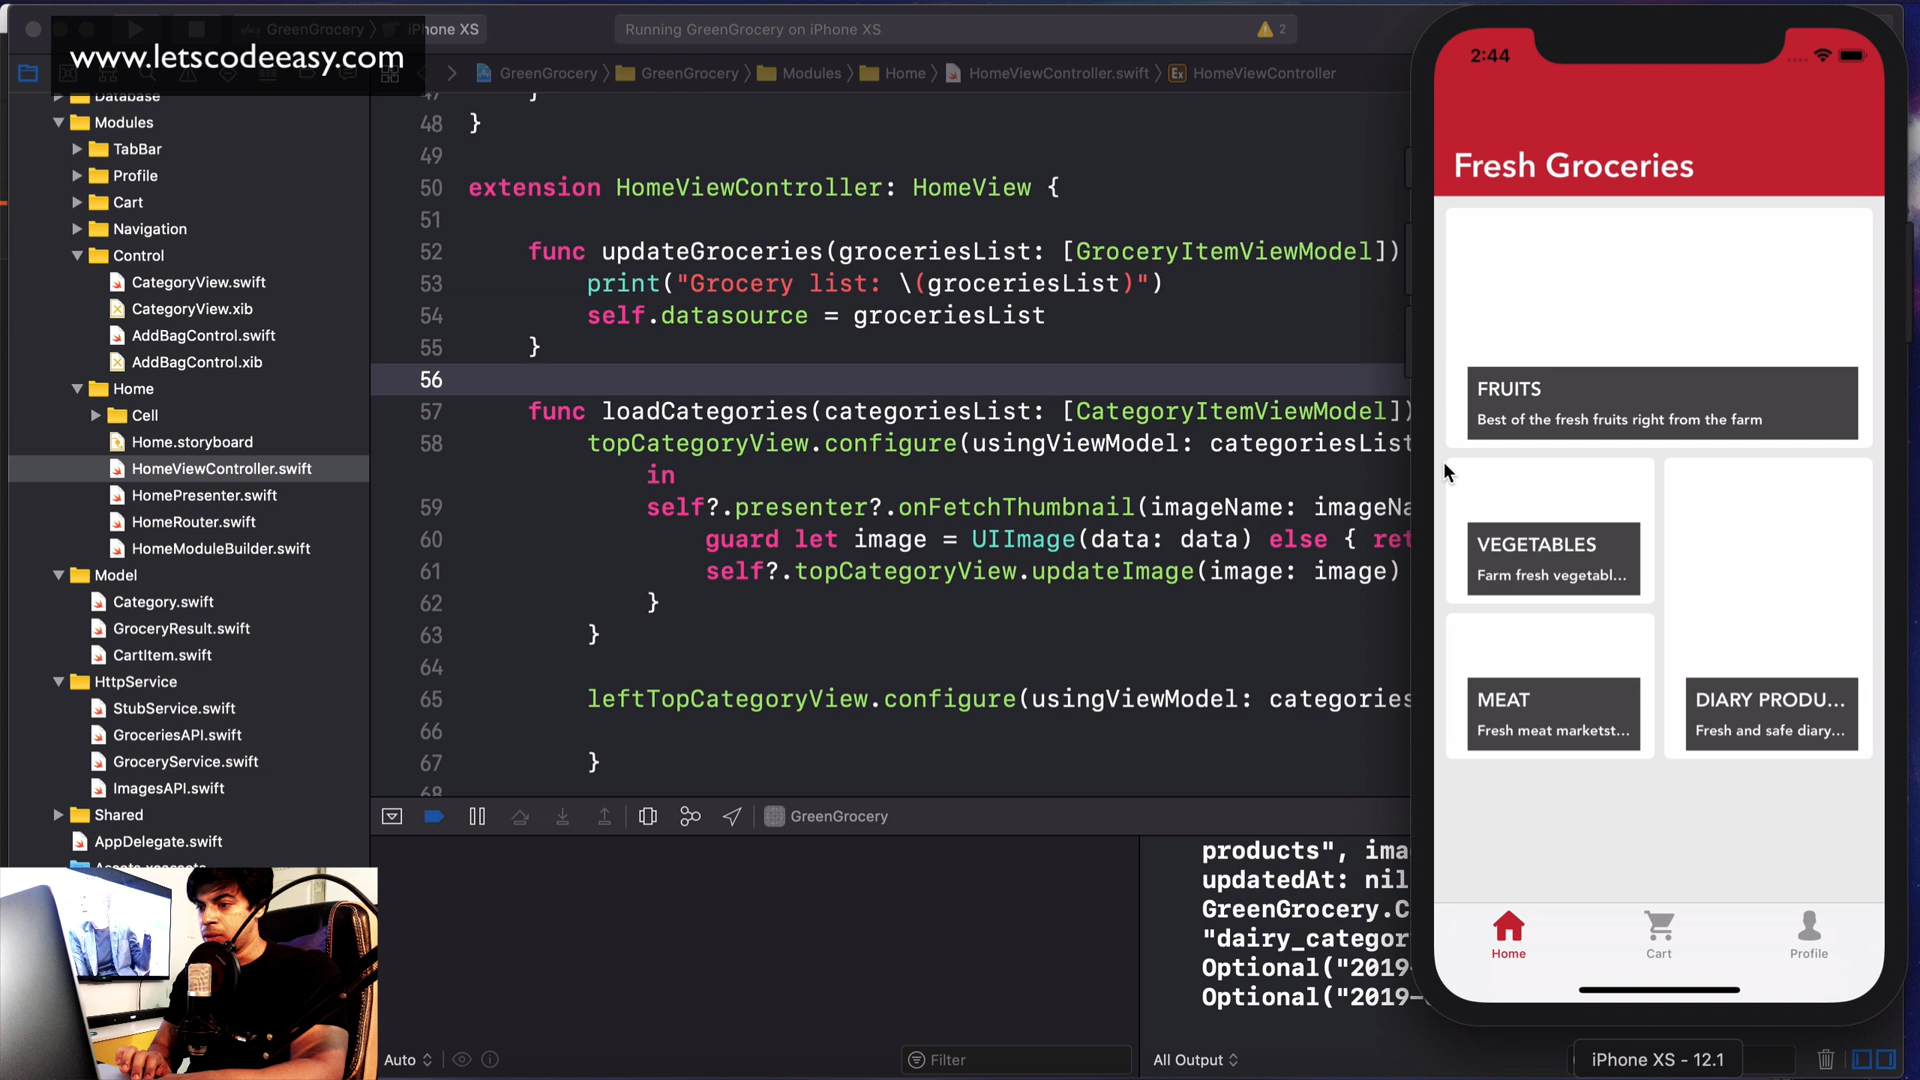 GreenGrocery
iPhone XS
Running GreenGrocery on iPhone XS
2
www.letscodeeasy.com
GreenGrocery
GreenGrocery
Modules
Home
HomeViewController.swift
Ex HomeViewController
Database
Modules
TabBar
Profile
Cart
Navigation
Control
CategoryView.swift
CategoryView.xib
AddBagControl.swift
AddBagControl.xib
Home
Cell
Home.storyboard
HomeViewController.swift
HomePresenter.swift
HomeRouter.swift
HomeModuleBuilder.swift
Model
Category.swift
GroceryResult.swift
CartItem.swift
HttpService
StubService.swift
GroceriesAPI.swift
GroceryService.swift
ImagesAPI.swift
Shared
AppDelegate.swift
Assets.xcassets
47 }
48 }
49
50 extension HomeViewController: HomeView {
51
52 func updateGroceries(groceriesList: [GroceryItemViewModel])
53 print("Grocery list: \(groceriesList)")
54 self.datasource = groceriesList
55 }
56
57 func loadCategories(categoriesList: [CategoryItemViewModel])
58 topCategoryView.configure(usingViewModel: categoriesList
in
59 self?.presenter?.onFetchThumbnail(imageName: imageNa
60 guard let image = UIImage(data: data) else { ret
61 self?.topCategoryView.updateImage(image: image)
62 }
63 }
64
65 leftTopCategoryView.configure(usingViewModel: categories
66
67 }
68
GreenGrocery
products", ima
updatedAt: nil
GreenGrocery.C
"dairy_categor
Optional("2019-
Optional("2019-
Auto
Filter
All Output
2:44
Fresh Groceries
FRUITS
Best of the fresh fruits right from the farm
VEGETABLES
Farm fresh vegetabl...
MEAT
Fresh meat marketst...
DIARY PRODU...
Fresh and safe diary...
Home
Cart
Profile
iPhone XS - 12.1